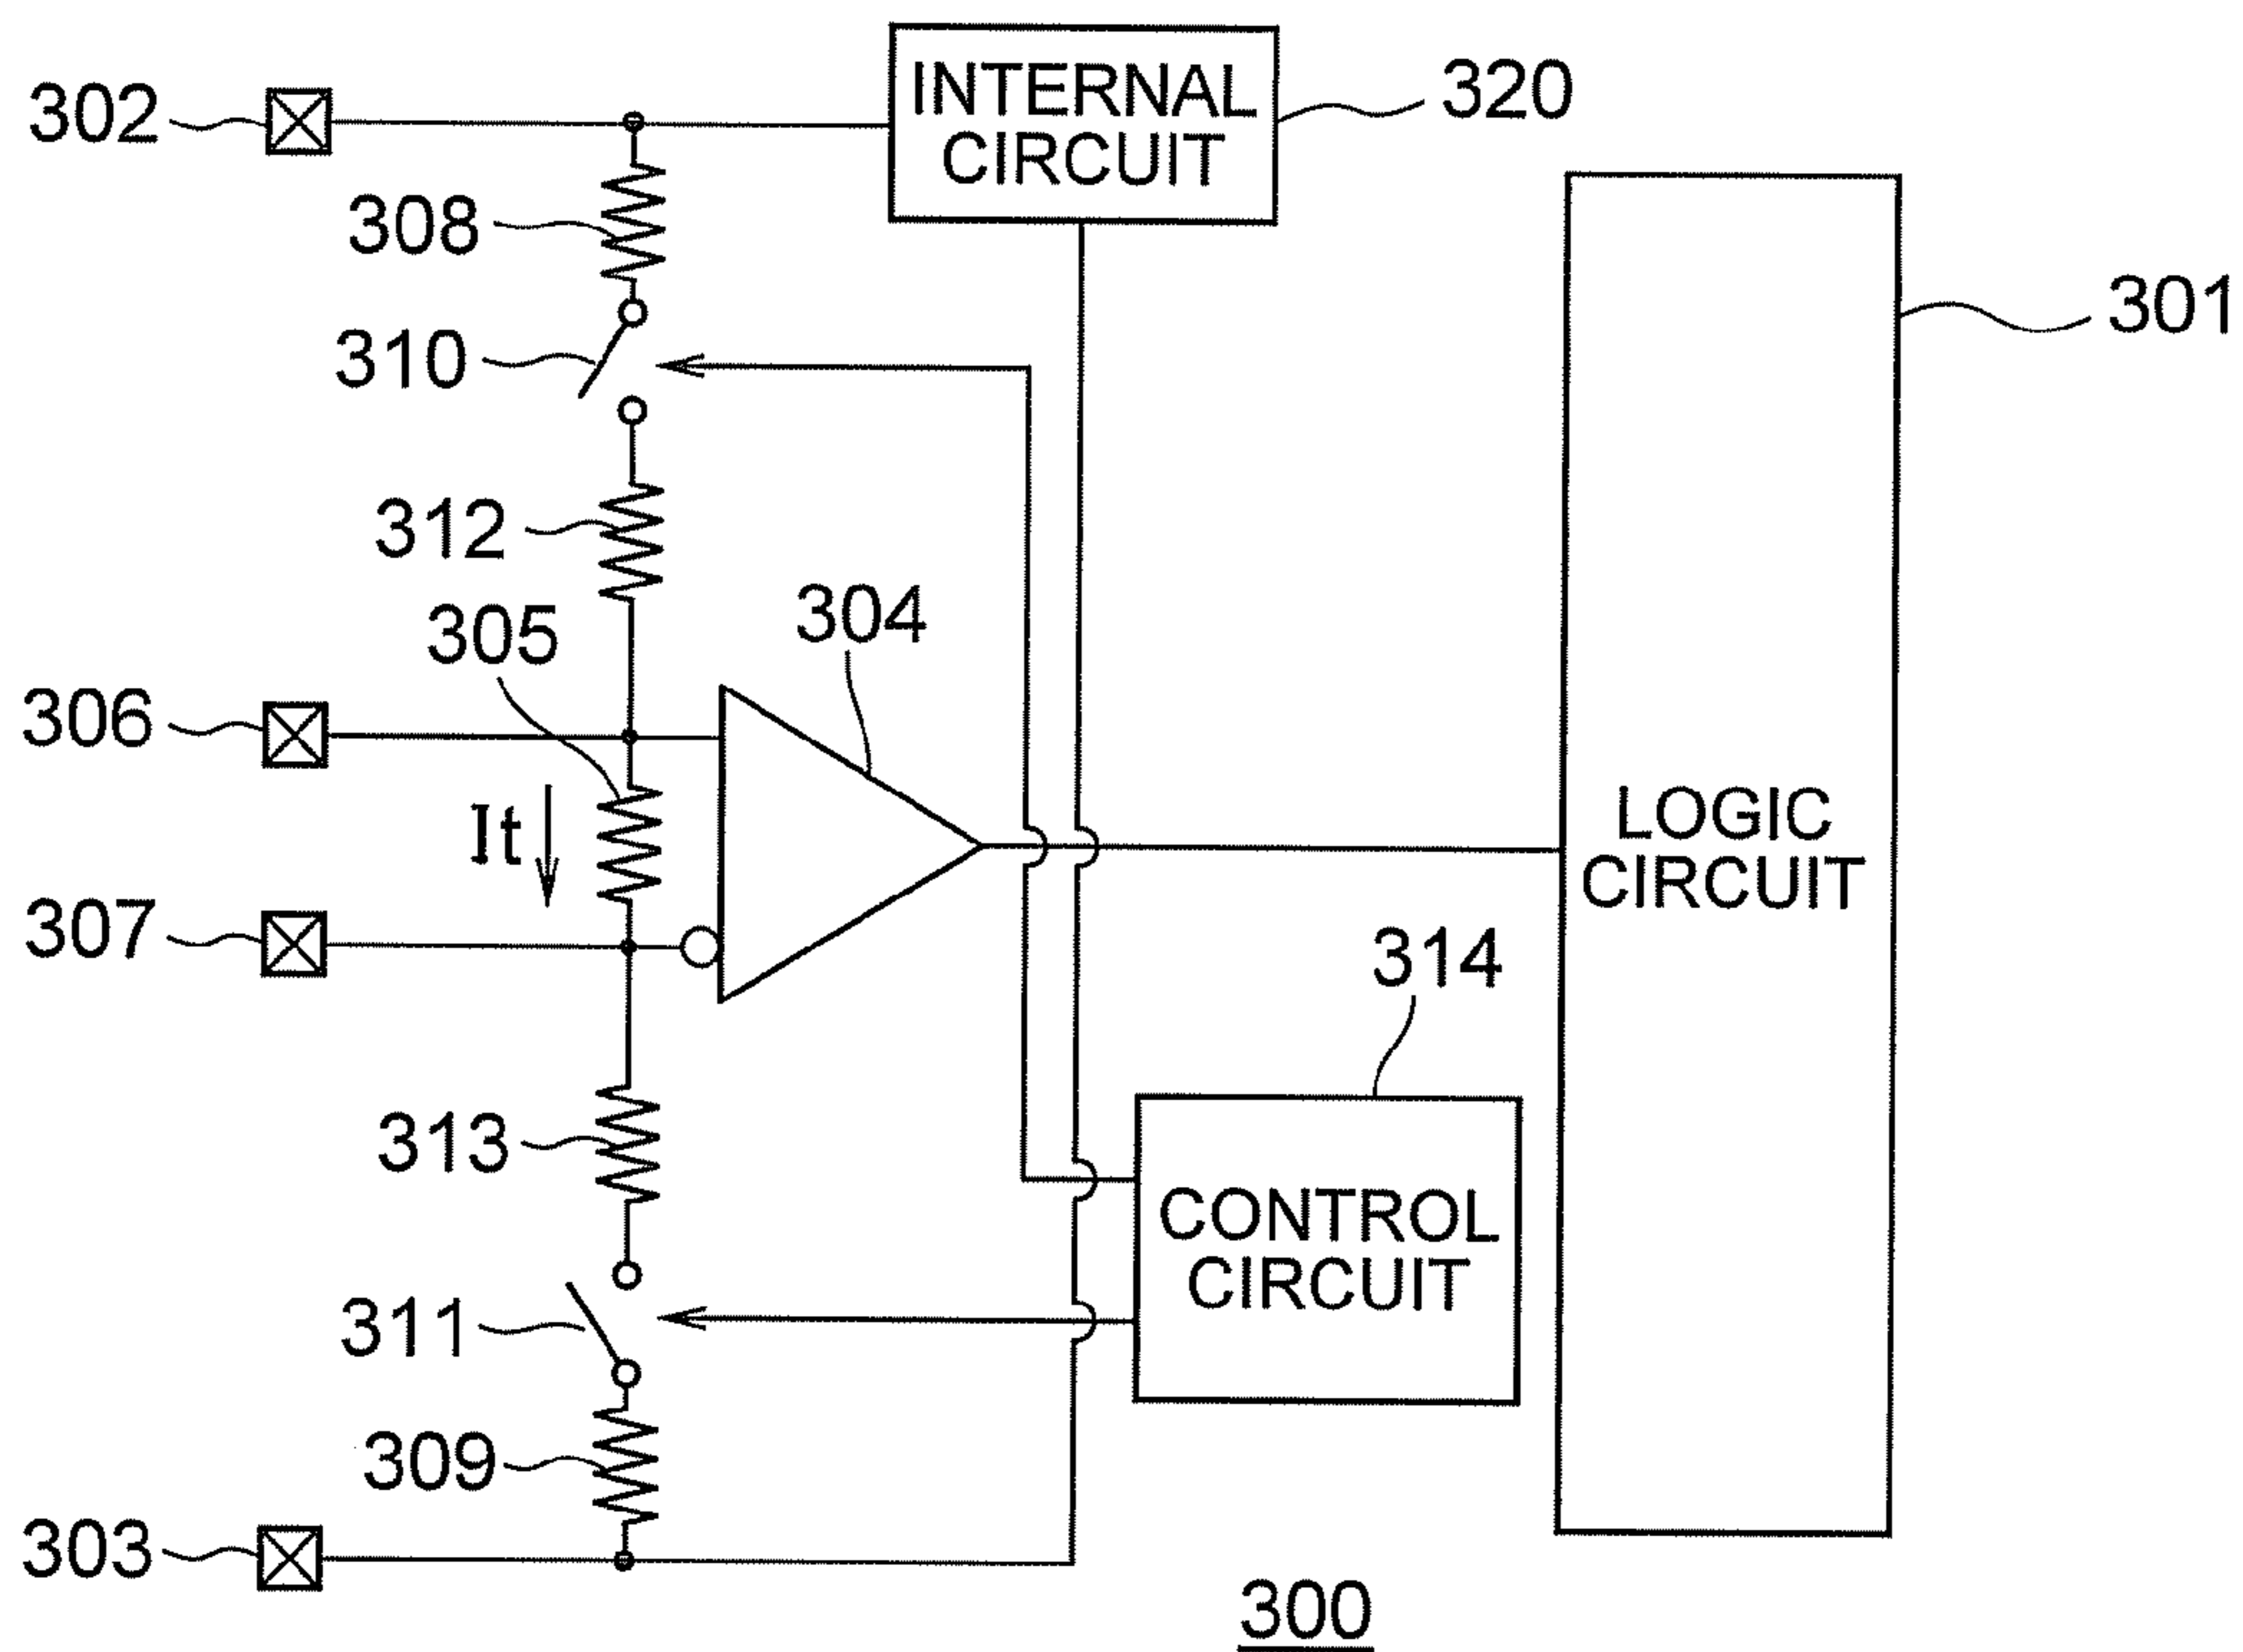 INTERNAL
CIRCUIT
320
302
308
301
310
312
305
304
306
It
LOGIC
CIRCUIT
307
314
313
CONTROL
CIRCUIT
311
309
303
300